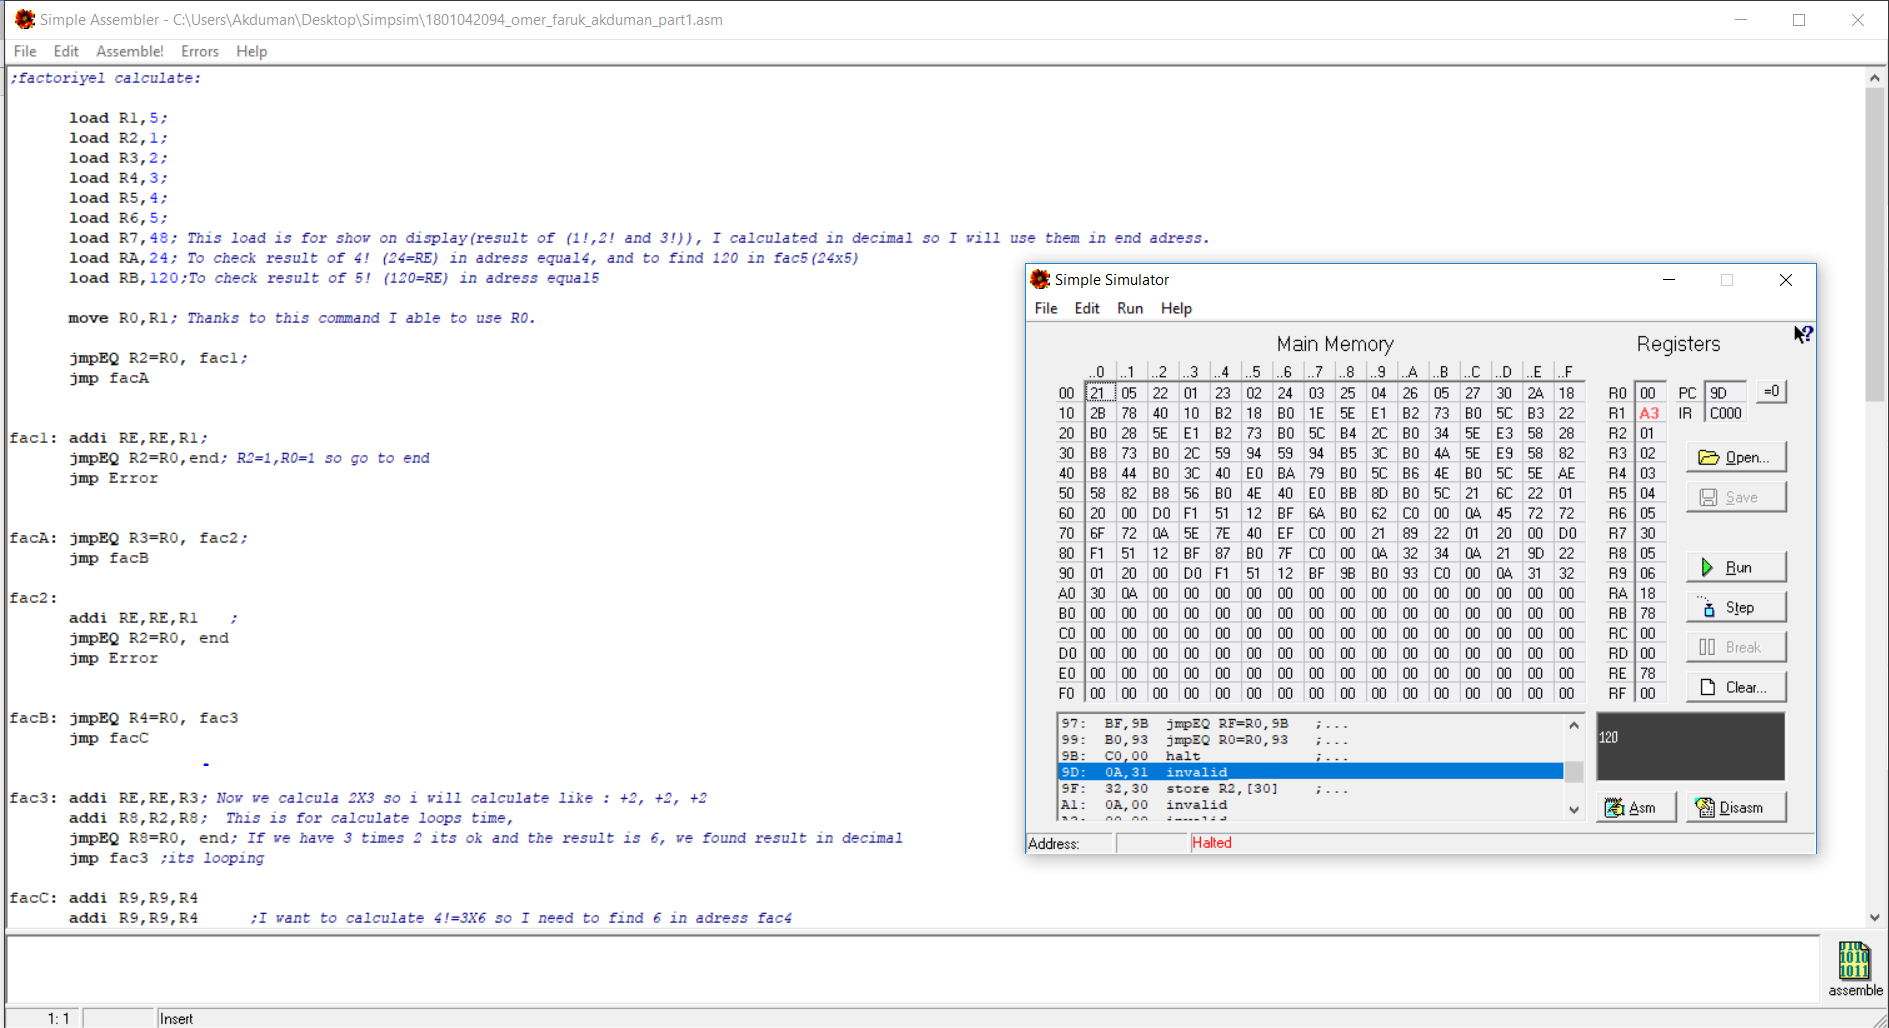 Simple Assembler - C:\Users\Akduman\Desktop\Simpsim\1801042094_omer_faruk_akduman_part1.asm
File Edit Assemble! Errors Help
;factoriyel calculate:
load R1,5;
load R2,1;
load R3,2;
load R4,3;
load R5,4;
load R6,5;
load R7,48; This load is for show on display(result of (1!,2! and 3!)), I calculated in decimal so I will use them in end adress.
load RA,24; To check result of 4! (24=RE) in adress equal4, and to find 120 in fac5(24x5)
load RB,120;To check result of 5! (120=RE) in adress equal5
move R0,R1; Thanks to this command I able to use R0.
jmpEQ R2=R0, fac1;
jmp facA
fac1: addi RE,RE,R1;
jmpEQ R2=R0,end; R2=1,R0=1 so go to end
jmp Error
facA: jmpEQ R3=R0, fac2;
jmp facB
fac2:
addi RE,RE,R1 ;
jmpEQ R2=R0, end
jmp Error
facB: jmpEQ R4=R0, fac3
jmp facC
fac3: addi RE,RE,R3; Now we calcula 2X3 so i will calculate like : +2, +2, +2
addi R8,R2,R8; This is for calculate loops time,
jmpEQ R8=R0, end; If we have 3 times 2 its ok and the result is 6, we found result in decimal
jmp fac3 ;its looping
facC: addi R9,R9,R4
addi R9,R9,R4 ;I want to calculate 4!=3X6 so I need to find 6 in adress fac4
assemble
1: 1 Insert
Simple Simulator
File Edit Run Help
Main Memory
..0 ..1 ..2 ..3 ..4 ..5 ..6 ..7 ..8 ..9 ..A ..B ..C ..D ..E ..F
00 21 05 22 01 23 02 24 03 25 04 26 05 27 30 2A 18
10 2B 78 40 10 B2 18 B0 1E 5E E1 B2 73 B0 5C B3 22
20 B0 28 5E E1 B2 73 B0 5C B4 2C B0 34 5E E3 58 28
30 B8 73 B0 2C 59 94 59 94 B5 3C B0 4A 5E E9 58 82
40 B8 44 B0 3C 40 E0 BA 79 B0 5C B6 4E B0 5C 5E AE
50 58 82 B8 56 B0 4E 40 E0 BB 8D B0 5C 21 6C 22 01
60 20 00 D0 F1 51 12 BF 6A B0 62 C0 00 0A 45 72 72
70 6F 72 0A 5E 7E 40 EF C0 00 21 89 22 01 20 00 D0
80 F1 51 12 BF 87 B0 7F C0 00 0A 32 34 0A 21 9D 22
90 01 20 00 D0 F1 51 12 BF 9B B0 93 C0 00 0A 31 32
A0 30 0A 00 00 00 00 00 00 00 00 00 00 00 00 00 00
B0 00 00 00 00 00 00 00 00 00 00 00 00 00 00 00 00
C0 00 00 00 00 00 00 00 00 00 00 00 00 00 00 00 00
D0 00 00 00 00 00 00 00 00 00 00 00 00 00 00 00 00
E0 00 00 00 00 00 00 00 00 00 00 00 00 00 00 00 00
F0 00 00 00 00 00 00 00 00 00 00 00 00 00 00 00 00
Registers
R0 00 PC 9D =0
R1 A3 IR C000
R2 01
R3 02
R4 03
R5 04
R6 05
R7 30
R8 05
R9 06
RA 18
RB 78
RC 00
RD 00
RE 78
RF 00
Open...
Save
Run
Step
Break
Clear...
97: BF,9B jmpEQ RF=R0,9B ;...
99: B0,93 jmpEQ R0=R0,93 ;...
9B: C0,00 halt ;...
9D: 0A,31 invalid
9F: 32,30 store R2,[30] ;...
A1: 0A,00 invalid
120
Asm Disasm
Address: Halted